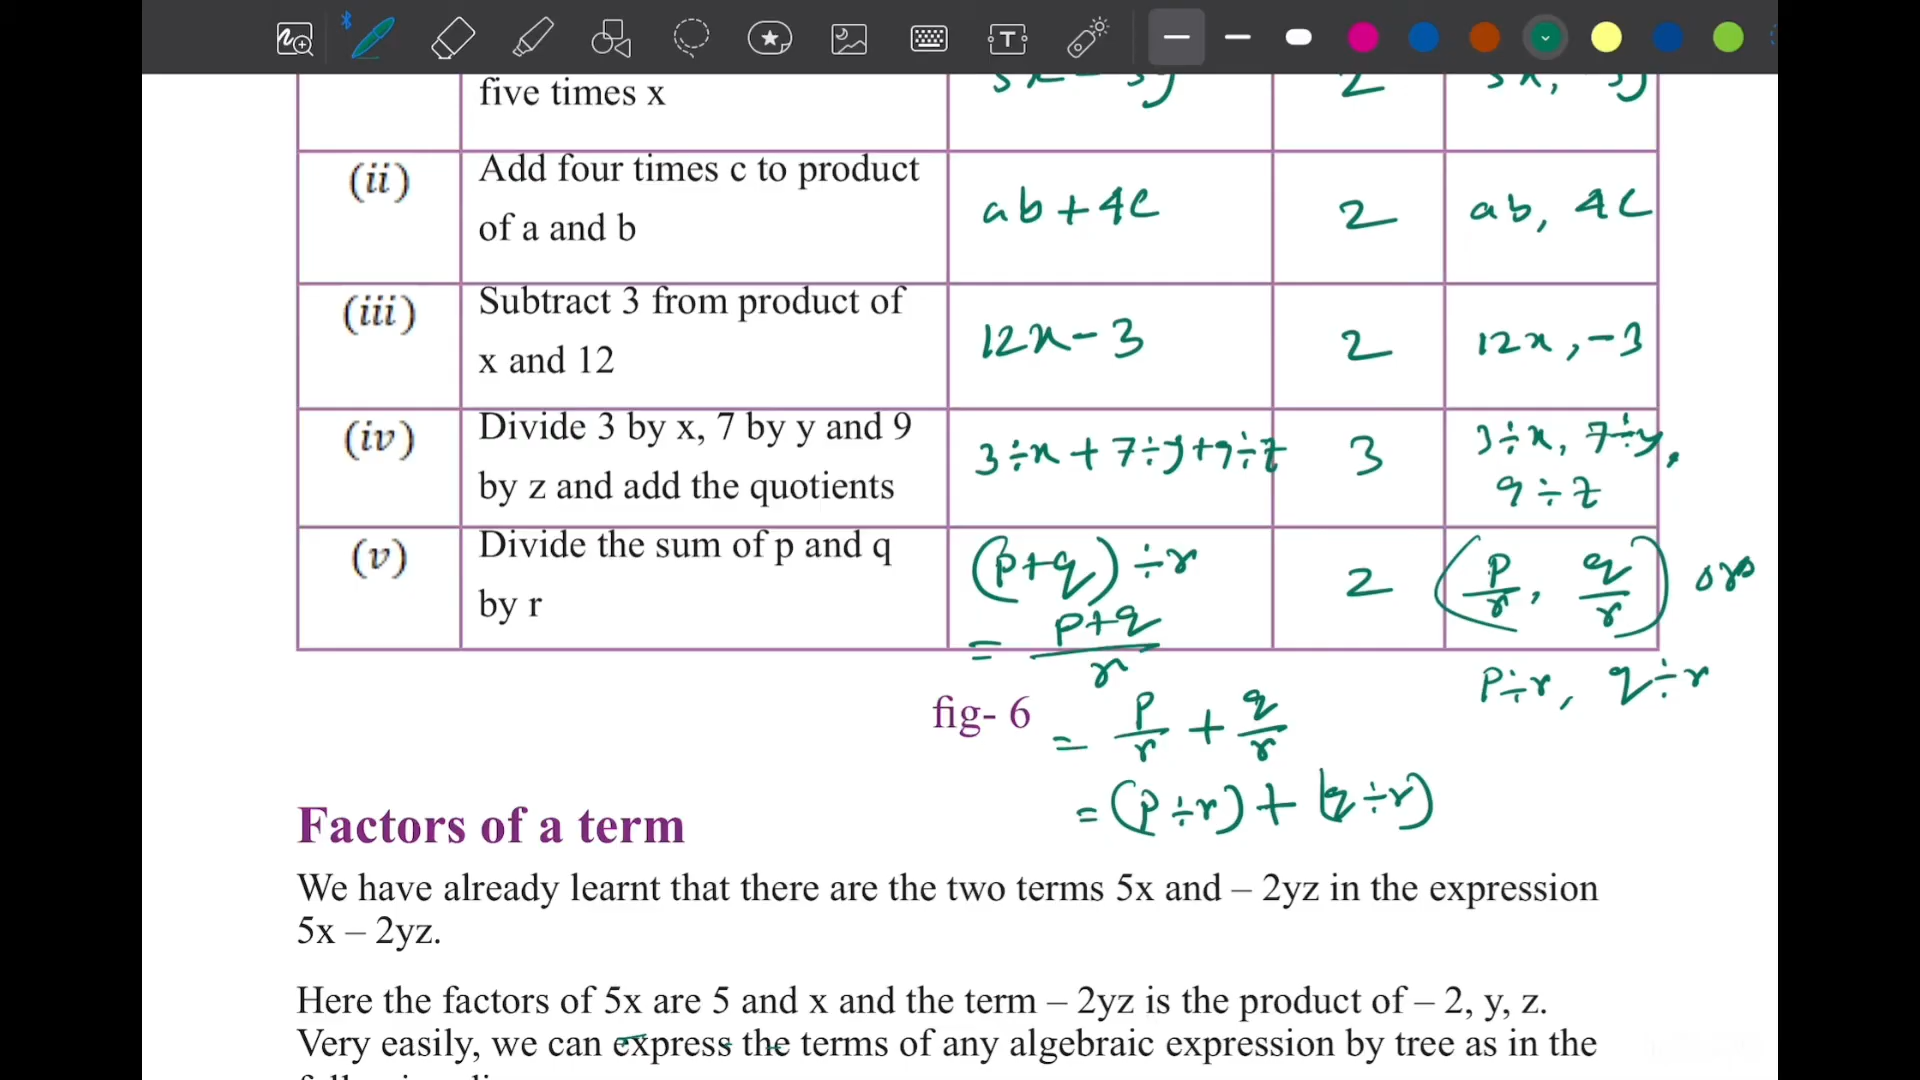 five times x
(ii) Add four times c to product of a and b ab + 4c 2 ab, 4c
(iii) Subtract 3 from product of x and 12 12x - 3 2 12x, -3
(iv) Divide 3 by x, 7 by y and 9 by z and add the quotients 3÷x + 7÷y + 9÷z 3 3÷x, 7÷y, 9÷z
(v) Divide the sum of p and q by r (p+q) ÷ r 2 (p/r, q/r) or
= p+q/r
p÷r, q÷r
fig- 6
= p/r + q/r
= (p÷r) + (q÷r)
Factors of a term
We have already learnt that there are the two terms 5x and – 2yz in the expression
5x – 2yz.
Here the factors of 5x are 5 and x and the term – 2yz is the product of – 2, y, z.
Very easily, we can express the terms of any algebraic expression by tree as in the